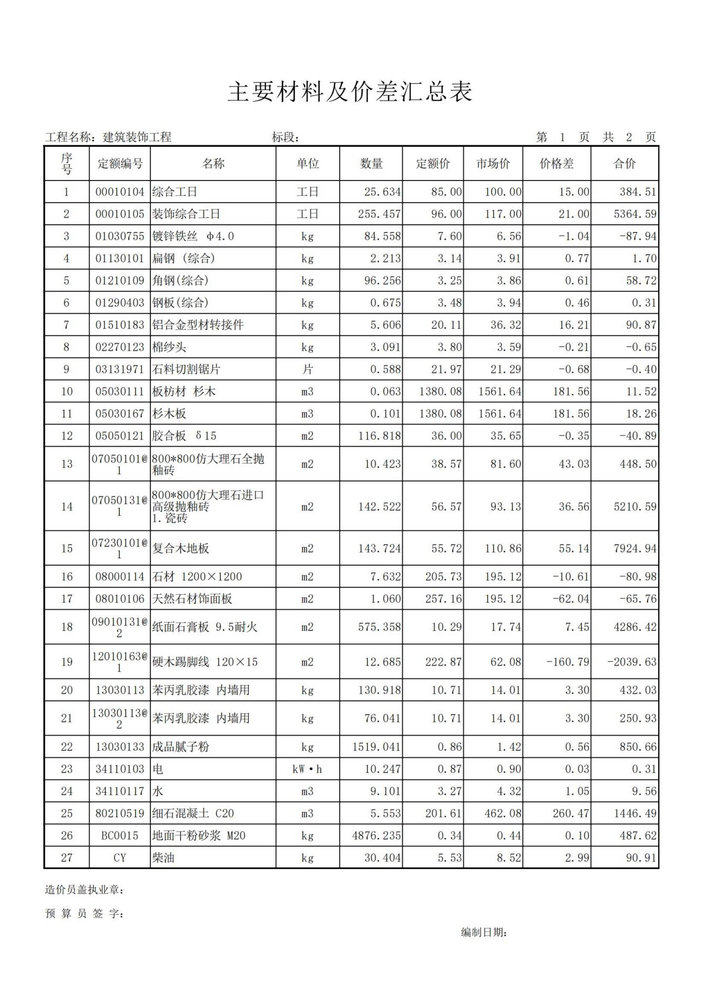 主要材料及价差汇总表
工程名称：建筑装饰工程 标段： 第 1 页 共 2 页
序号 定额编号 名称 单位 数量 定额价 市场价 价格差 合价
1 00010104 综合工日 工日 25.634 85.00 100.00 15.00 384.51
2 00010105 装饰综合工日 工日 255.457 96.00 117.00 21.00 5364.59
3 01030755 镀锌铁丝 φ4.0 kg 84.558 7.60 6.56 -1.04 -87.94
4 01130101 扁钢 (综合) kg 2.213 3.14 3.91 0.77 1.70
5 01210109 角钢(综合) kg 96.256 3.25 3.86 0.61 58.72
6 01290403 钢板(综合) kg 0.675 3.48 3.94 0.46 0.31
7 01510183 铝合金型材转接件 kg 5.606 20.11 36.32 16.21 90.87
8 02270123 棉纱头 kg 3.091 3.80 3.59 -0.21 -0.65
9 03131971 石料切割锯片 片 0.588 21.97 21.29 -0.68 -0.40
10 05030111 板枋材 杉木 m3 0.063 1380.08 1561.64 181.56 11.52
11 05030167 杉木板 m3 0.101 1380.08 1561.64 181.56 18.26
12 05050121 胶合板 δ15 m2 116.818 36.00 35.65 -0.35 -40.89
13 07050101@1 800*800仿大理石全抛
釉砖 m2 10.423 38.57 81.60 43.03 448.50
14 07050131@1 800*800仿大理石进口
高级抛釉砖
1.瓷砖 m2 142.522 56.57 93.13 36.56 5210.59
15 07230101@1 复合木地板 m2 143.724 55.72 110.86 55.14 7924.94
16 08000114 石材 1200×1200 m2 7.632 205.73 195.12 -10.61 -80.98
17 08010106 天然石材饰面板 m2 1.060 257.16 195.12 -62.04 -65.76
18 09010131@2 纸面石膏板 9.5耐火 m2 575.358 10.29 17.74 7.45 4286.42
19 12010163@1 硬木踢脚线 120×15 m2 12.685 222.87 62.08 -160.79 -2039.63
20 13030113 苯丙乳胶漆 内墙用 kg 130.918 10.71 14.01 3.30 432.03
21 13030113@2 苯丙乳胶漆 内墙用 kg 76.041 10.71 14.01 3.30 250.93
22 13030133 成品腻子粉 kg 1519.041 0.86 1.42 0.56 850.66
23 34110103 电 kW·h 10.247 0.87 0.90 0.03 0.31
24 34110117 水 m3 9.101 3.27 4.32 1.05 9.56
25 80210519 细石混凝土 C20 m3 5.553 201.61 462.08 260.47 1446.49
26 BC0015 地面干粉砂浆 M20 kg 4876.235 0.34 0.44 0.10 487.62
27 CY 柴油 kg 30.404 5.53 8.52 2.99 90.91
造价员盖执业章：
预 算 员 签 字：
编制日期：